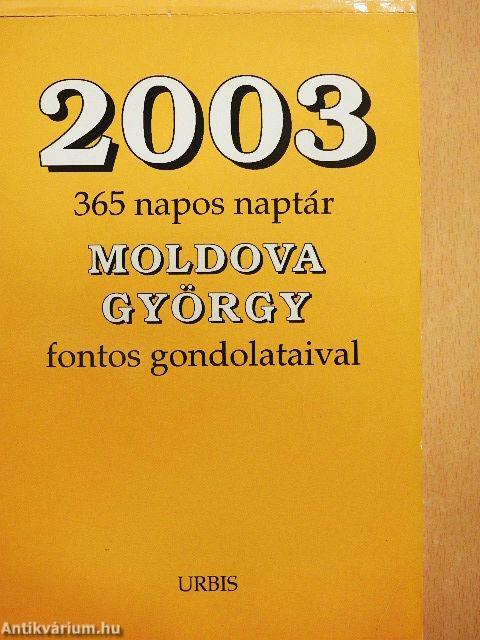 2003
365 napos naptár
MOLDOVA
GYÖRGY
fontos gondolataival
URBIS
Antikvárium.hu